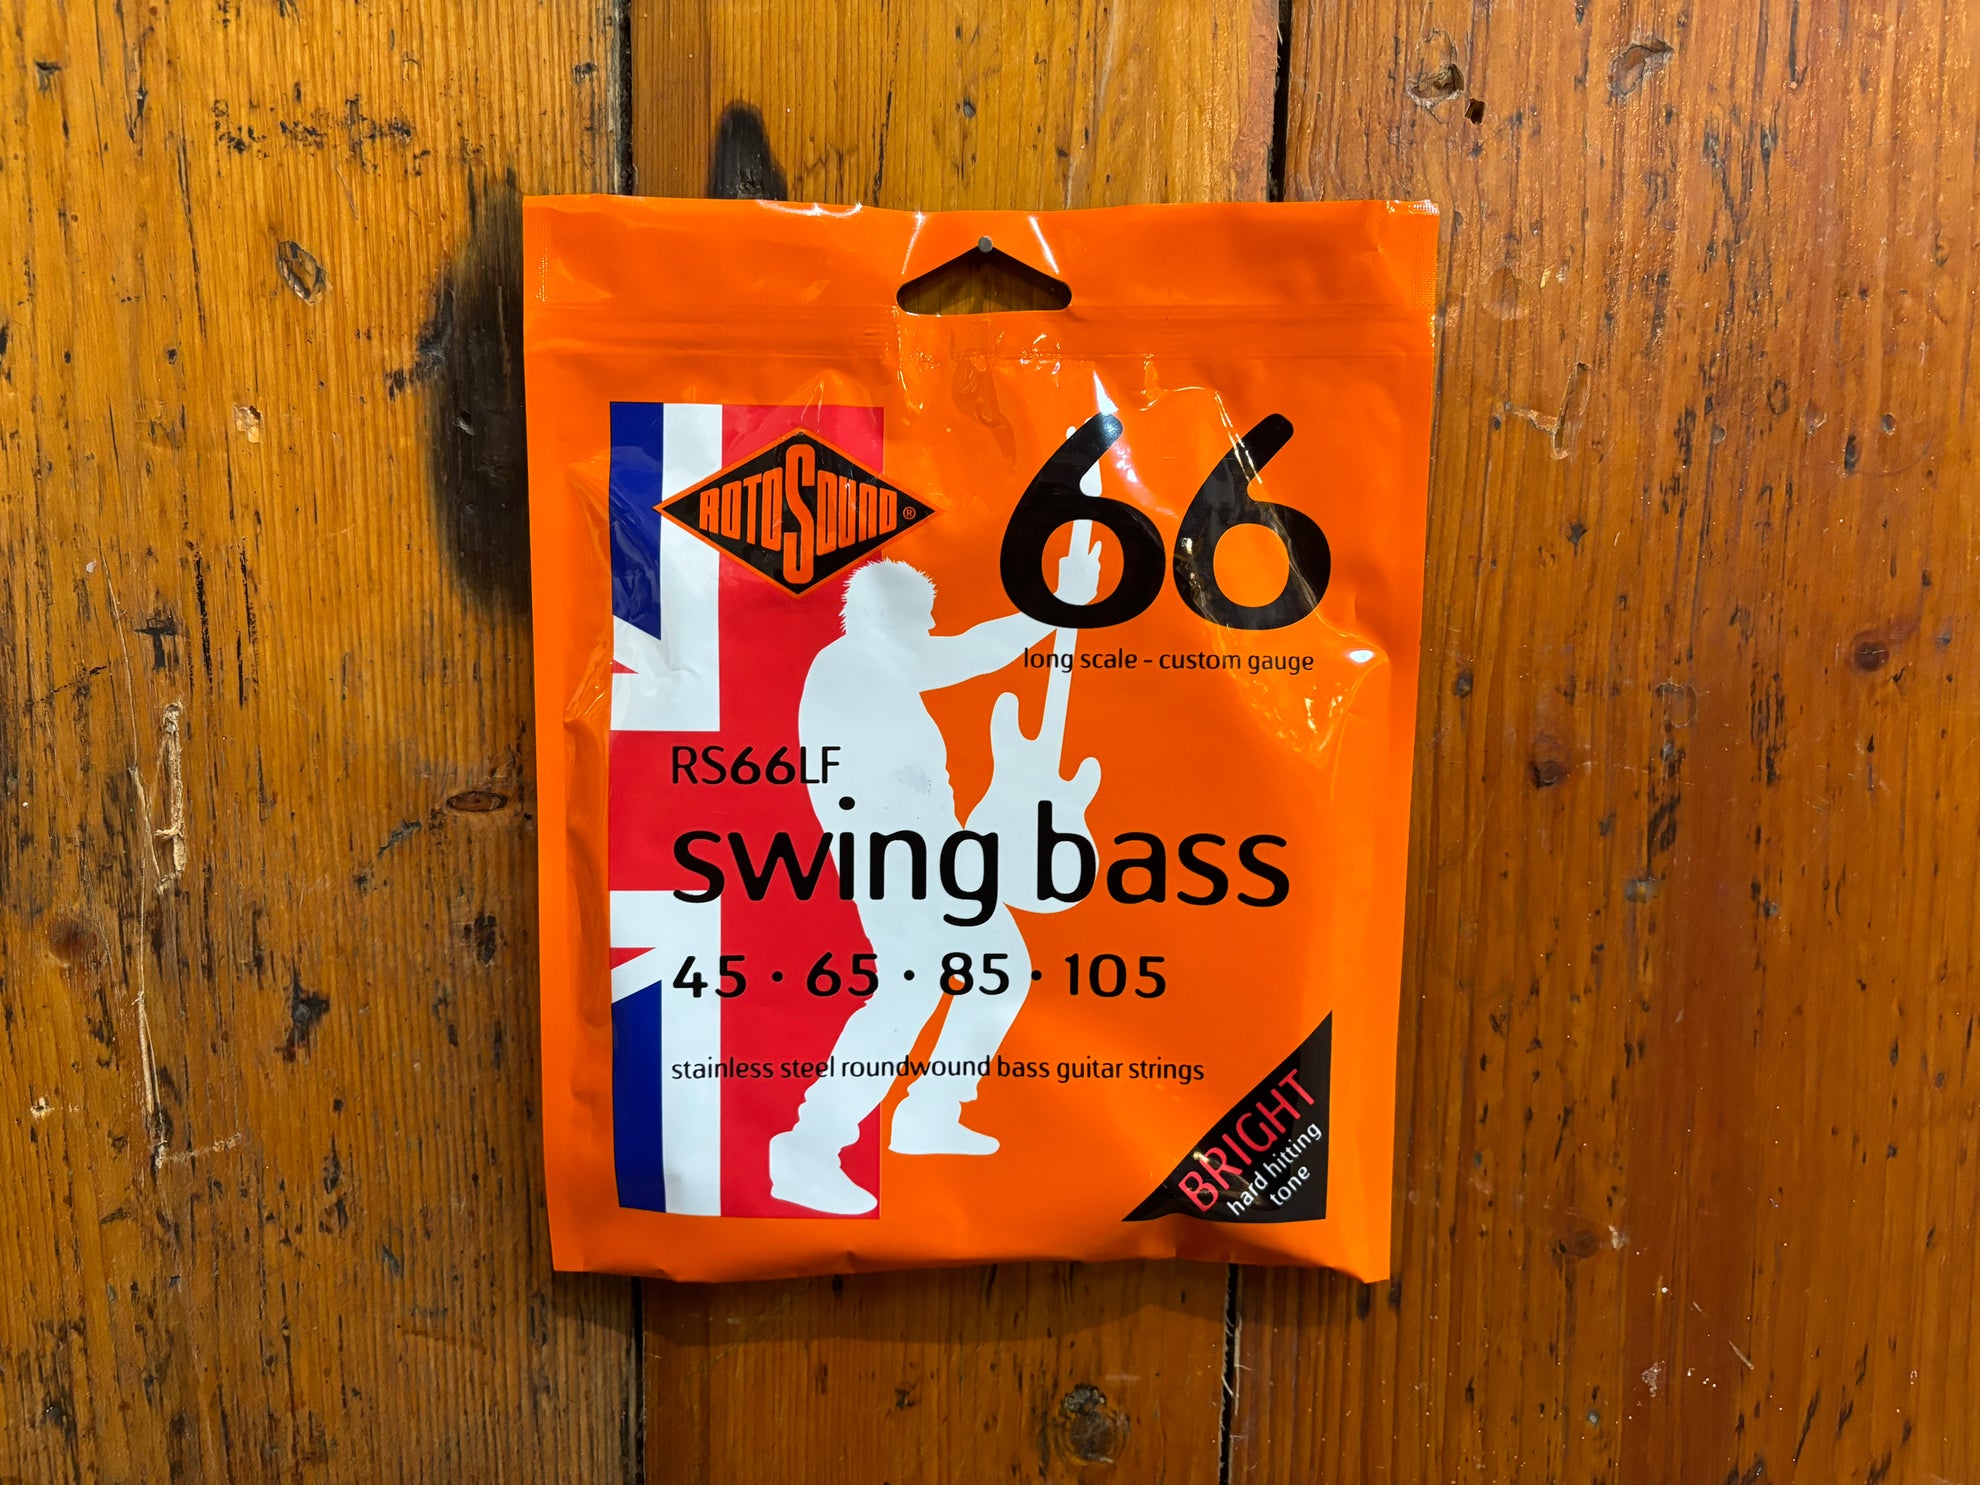 ROTOSOUND®
66
long scale - custom gauge
RS66LF
swing bass
45 · 65 · 85 · 105
stainless steel roundwound bass guitar strings
BRIGHT
hard hitting
tone